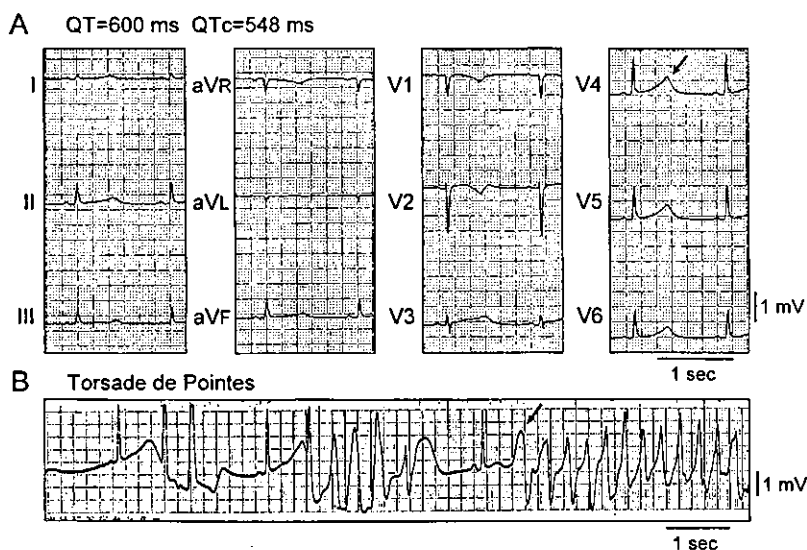 A QT=600 ms QTc=548 ms
I aVR V1 V4
II aVL V2 V5
III aVF V3 V6
1 mV
1 sec
B Torsade de Pointes
1 mV
1 sec